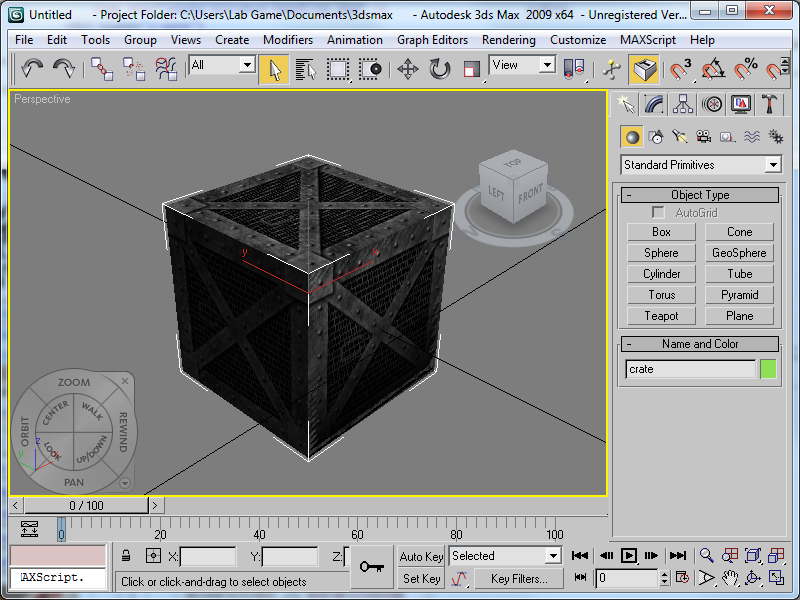 Untitled - Project Folder: C:\Users\Lab Game\Documents\3dsmax - Autodesk 3ds Max 2009 x64 - Unregistered Ver...
File Edit Tools Group Views Create Modifiers Animation Graph Editors Rendering Customize MAXScript Help
All
View
3
%
Perspective
TOP
LEFT
FRONT
Standard Primitives
- Object Type
AutoGrid
Box Cone
Sphere GeoSphere
Cylinder Tube
Torus Pyramid
Teapot Plane
- Name and Color
crate
y
x
ZOOM
CENTER
WALK
ORBIT
REWIND
LOOK
UP/DOWN
PAN
z
y
< 0 / 100 >
0 20 40 60 80 100
X: Y: Z:
Auto Key Selected
Set Key Key Filters...
0
AXScript.
Click or click-and-drag to select objects